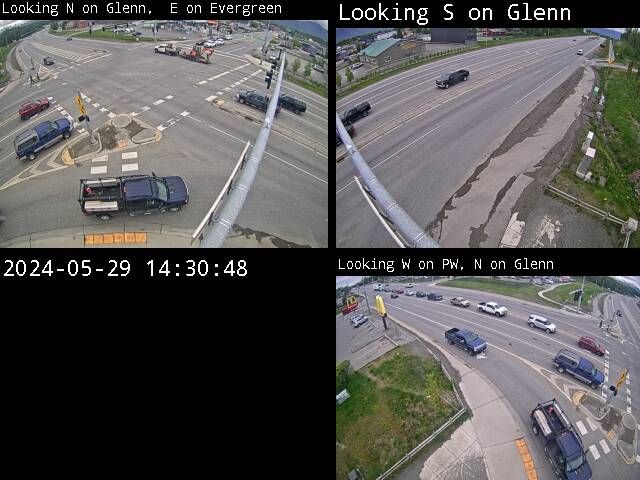 Looking N on Glenn,  E on Evergreen
Looking S on Glenn
2024-05-29 14:30:48
Looking W on PW, N on Glenn